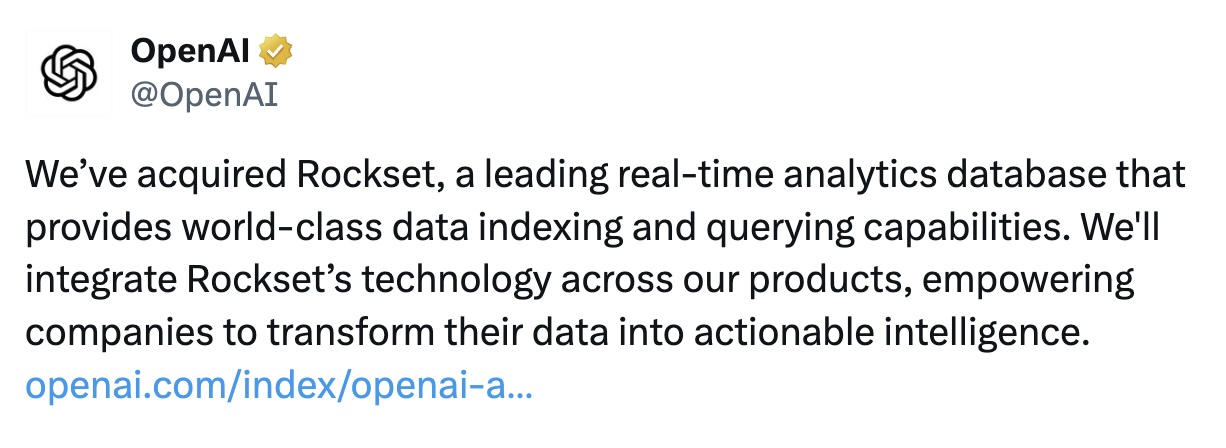 OpenAI
@OpenAI
We’ve acquired Rockset, a leading real-time analytics database that
provides world-class data indexing and querying capabilities. We'll
integrate Rockset’s technology across our products, empowering
companies to transform their data into actionable intelligence.
openai.com/index/openai-a…